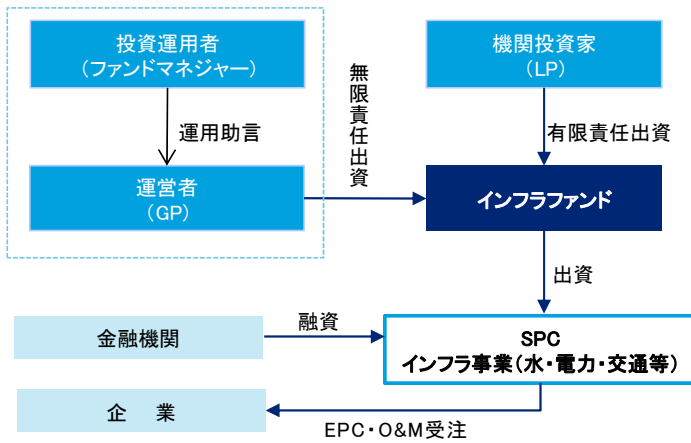 投資運用者
（ファンドマネジャー）
運用助言
運営者
（GP）
無限責任出資
機関投資家
（LP）
有限責任出資
インフラファンド
出資
金融機関
融資
SPC
インフラ事業（水・電力・交通等）
企　業
EPC・O&M受注